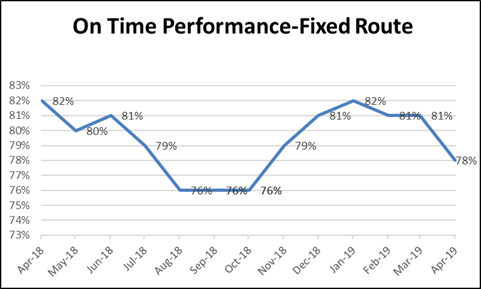 On Time Performance-Fixed Route
83%
82%
81%
80%
79%
78%
77%
76%
75%
74%
73%
82%
80%
81%
79%
76%
76%
76%
79%
81%
82%
81%
81%
78%
Apr-18
May-18
Jun-18
Jul-18
Aug-18
Sep-18
Oct-18
Nov-18
Dec-18
Jan-19
Feb-19
Mar-19
Apr-19